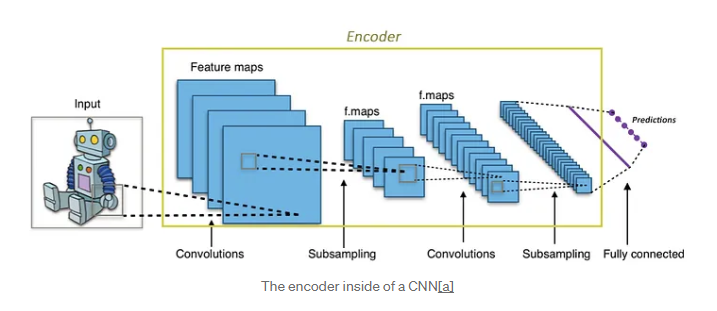 Encoder
Feature maps
Input
f.maps
f.maps
Predictions
Convolutions
Subsampling
Convolutions
Subsampling
Fully connected
The encoder inside of a CNN[a]